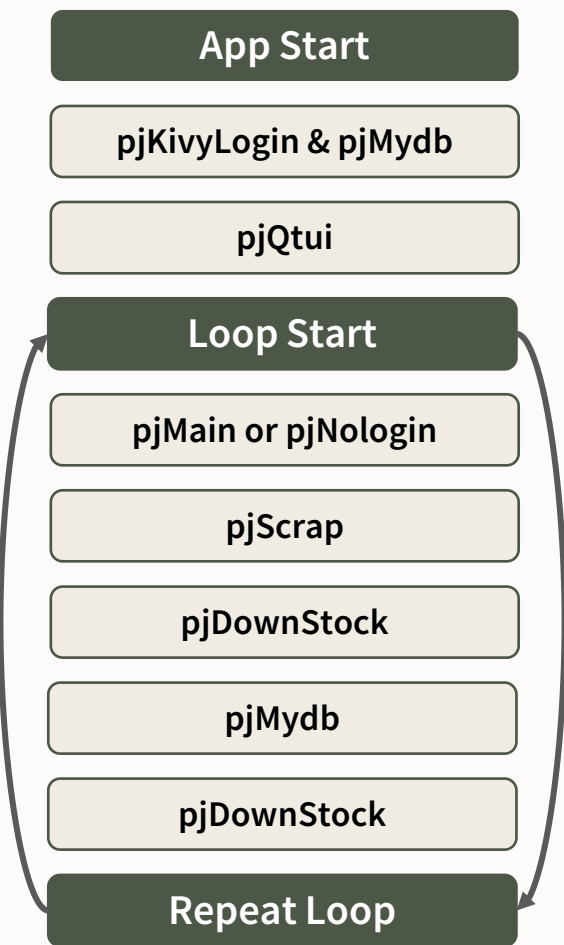 App Start
pjKivyLogin & pjMydb
pjQtui
Loop Start
pjMain or pjNologin
pjScrap
pjDownStock
pjMydb
pjDownStock
Repeat Loop